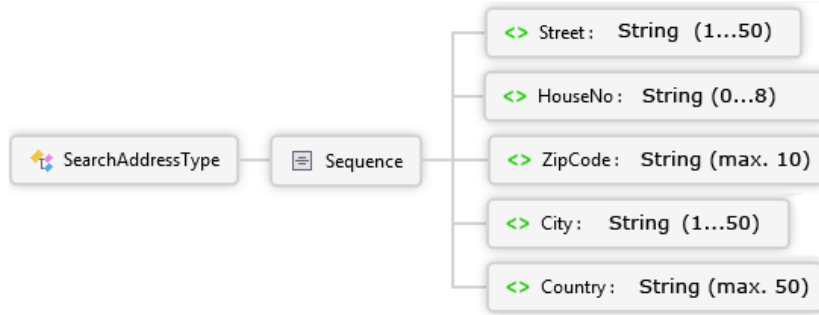 Street: String (1...50)
HouseNo: String (0...8)
SearchAddressType
Sequence
ZipCode: String (max. 10)
City: String (1...50)
Country: String (max. 50)